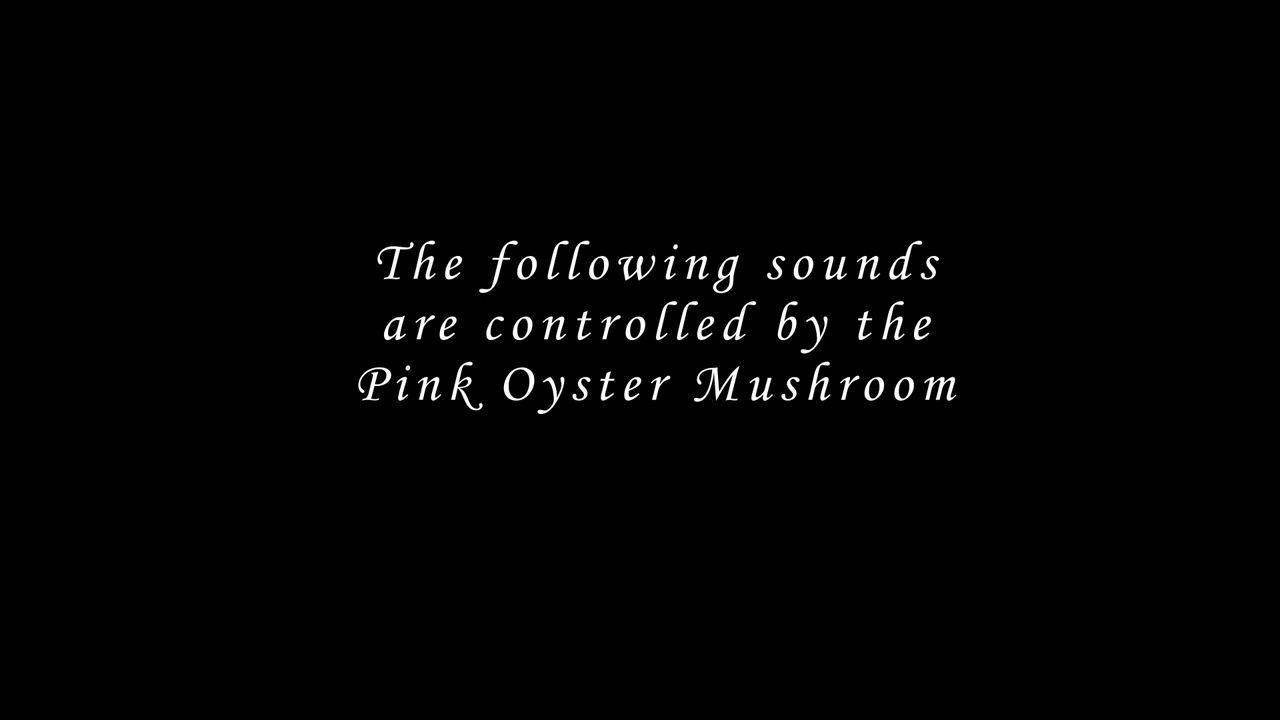 The following sounds
are controlled by the
Pink Oyster Mushroom